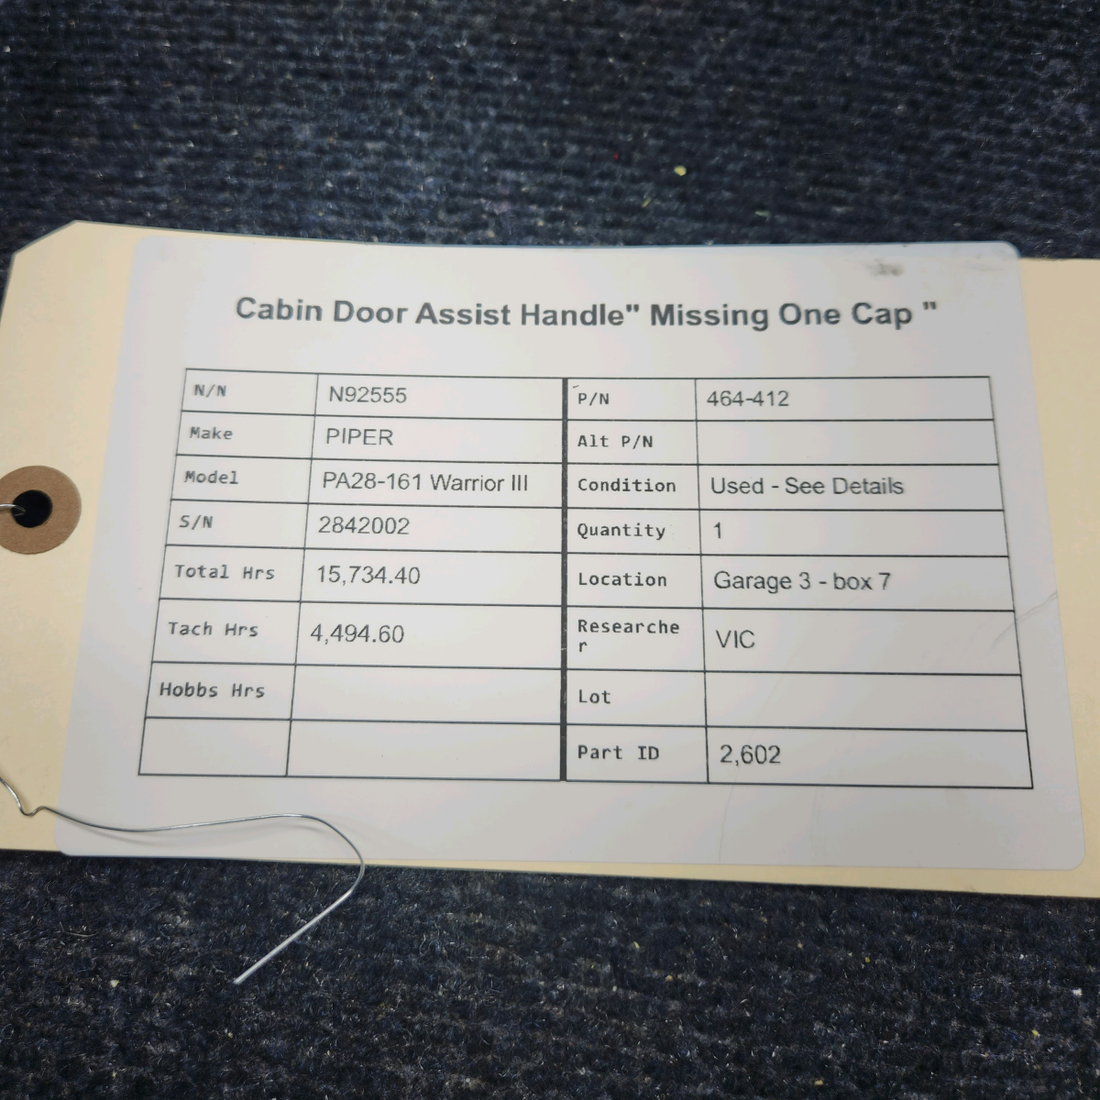 Cabin Door Assist Handle" Missing One Cap "
N/N N92555 P/N 464-412
Make PIPER Alt P/N
Model PA28-161 Warrior III Condition Used - See Details
S/N 2842002 Quantity 1
Total Hrs 15,734.40 Location Garage 3 - box 7
Tach Hrs 4,494.60 Researche
r VIC
Hobbs Hrs Lot
Part ID 2,602